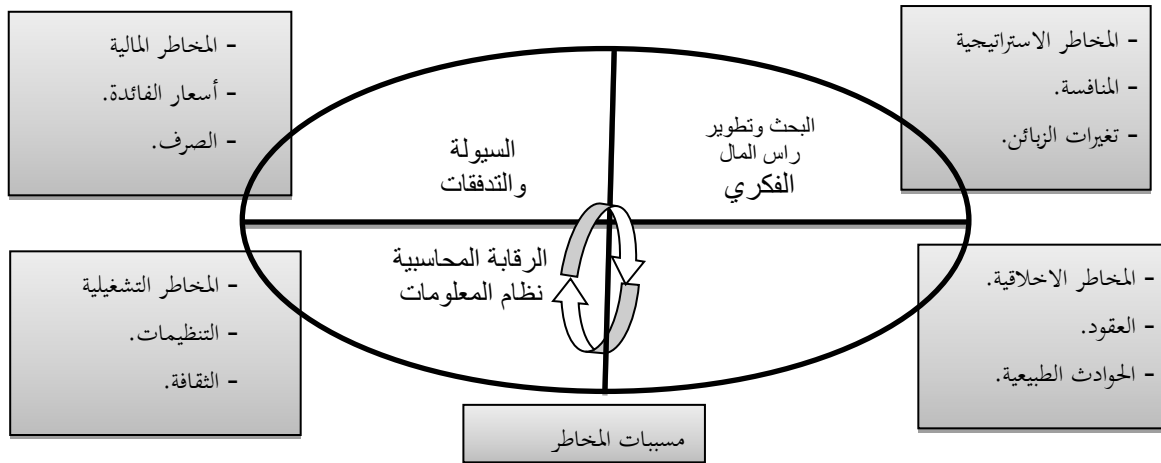 - المخاطر الاستراتيجية
- المنافسة.
- تغيرات الزبائن.
- المخاطر المالية
- أسعار الفائدة.
- الصرف.
البحث وتطوير
راس المال
الفكري
السيولة
والتدفقات
الرقابة المحاسبية
نظام المعلومات
- المخاطر الاخلاقية.
- العقود.
- الحوادث الطبيعية.
- المخاطر التشغيلية
- التنظيمات.
- الثقافة.
مسببات المخاطر